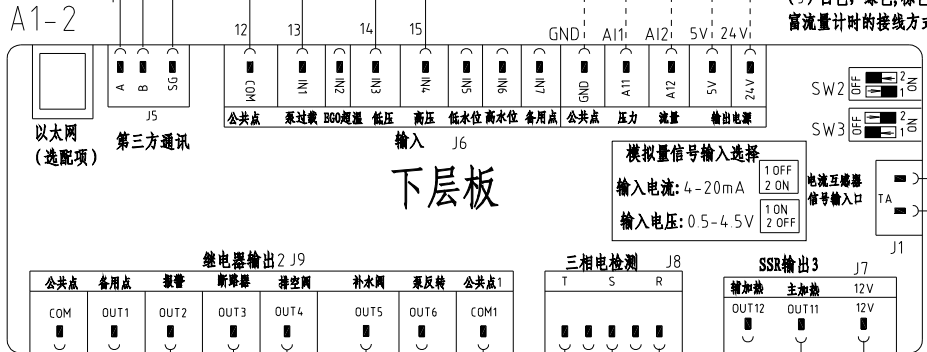 A1-2
富流量计时的接线方式
12 13 14 15 GND AI1 AI2 5V 24V
A B SG
J5
第三方通讯
以太网
(选配项)
COM IN1 IN2 IN3 IN4 IN5 IN6 IN7 GND A11 A12 5V 24V
公共点 泵过载 EGO超温 低压 高压 低水位 高水位 备用点 公共点 压力 流量 输出电源
输入 J6
SW2 OFF 2 1 ON
SW3 OFF 2 1 ON
下层板
模拟量信号输入选择
输入电流:4-20mA 1 OFF 2 ON
输入电压:0.5-4.5V 1 ON 2 OFF
电流互感器
信号输入口
TA
J1
继电器输出2 J9
公共点 备用点 报警 断路器 排空阀 补水阀 泵反转 公共点1
COM OUT1 OUT2 OUT3 OUT4 OUT5 OUT6 COM1
三相电检测 J8
T S R
SSR输出3 J7
辅加热 主加热 12V
OUT12 OUT11 12V